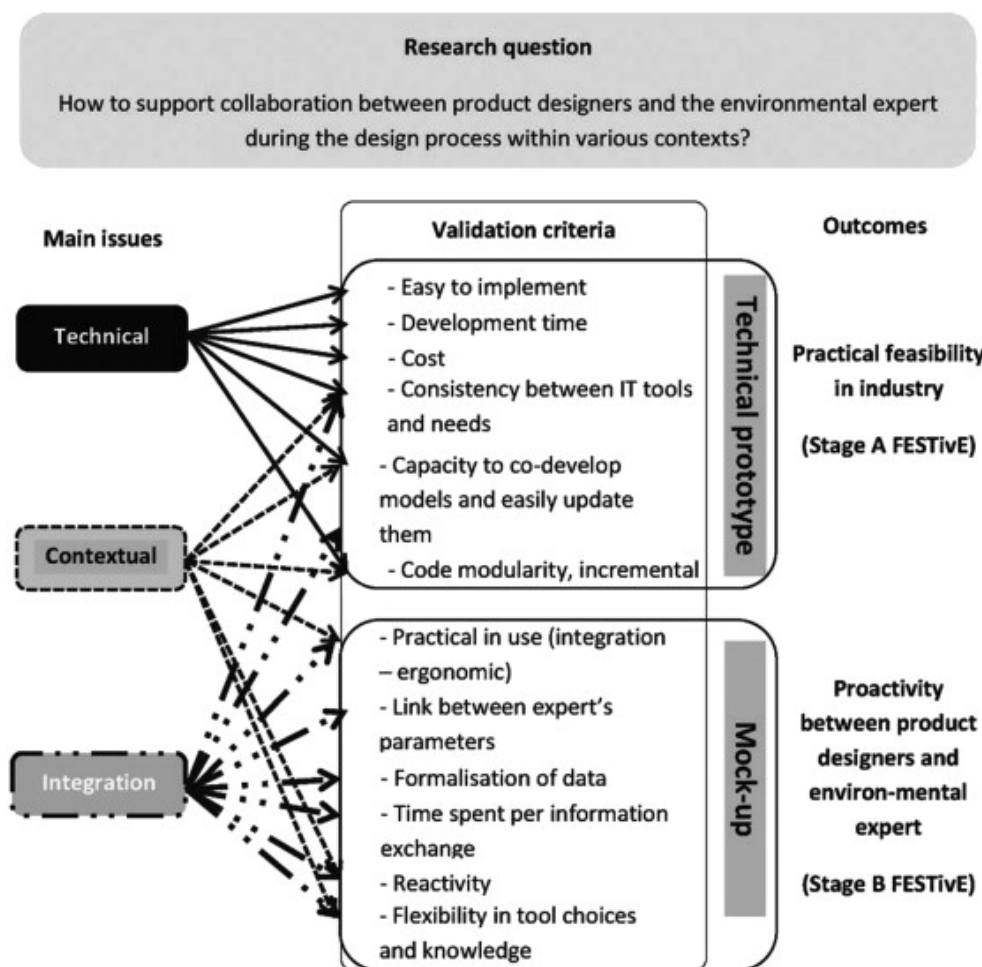 Research question
How to support collaboration between product designers and the environmental expert
during the design process within various contexts?
Main issues
Validation criteria
Outcomes
Technical
Contextual
Integration
- Easy to implement
- Development time
- Cost
- Consistency between IT tools
and needs
- Capacity to co-develop
models and easily update
them
- Code modularity, incremental
Technical prototype
Practical feasibility
in industry
(Stage A FESTivE)
- Practical in use (integration
– ergonomic)
- Link between expert's
parameters
- Formalisation of data
- Time spent per information
exchange
- Reactivity
- Flexibility in tool choices
and knowledge
Mock-up
Proactivity
between product
designers and
environ-mental
expert
(Stage B FESTivE)